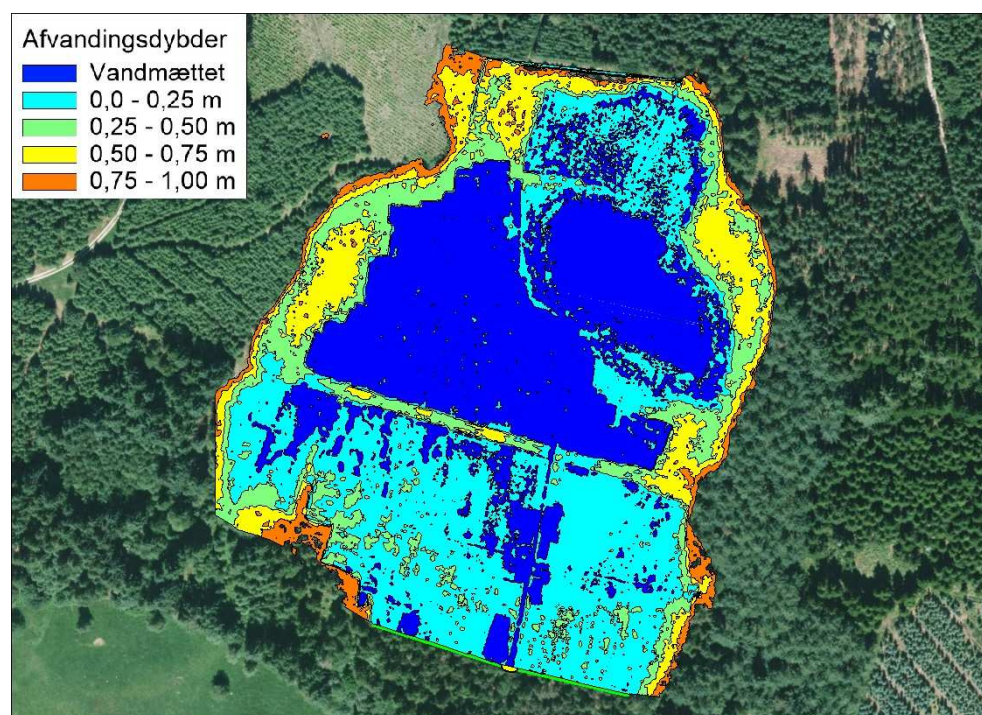 Afvandingsdybder
Vandmættet
0,0 - 0,25 m
0,25 - 0,50 m
0,50 - 0,75 m
0,75 - 1,00 m